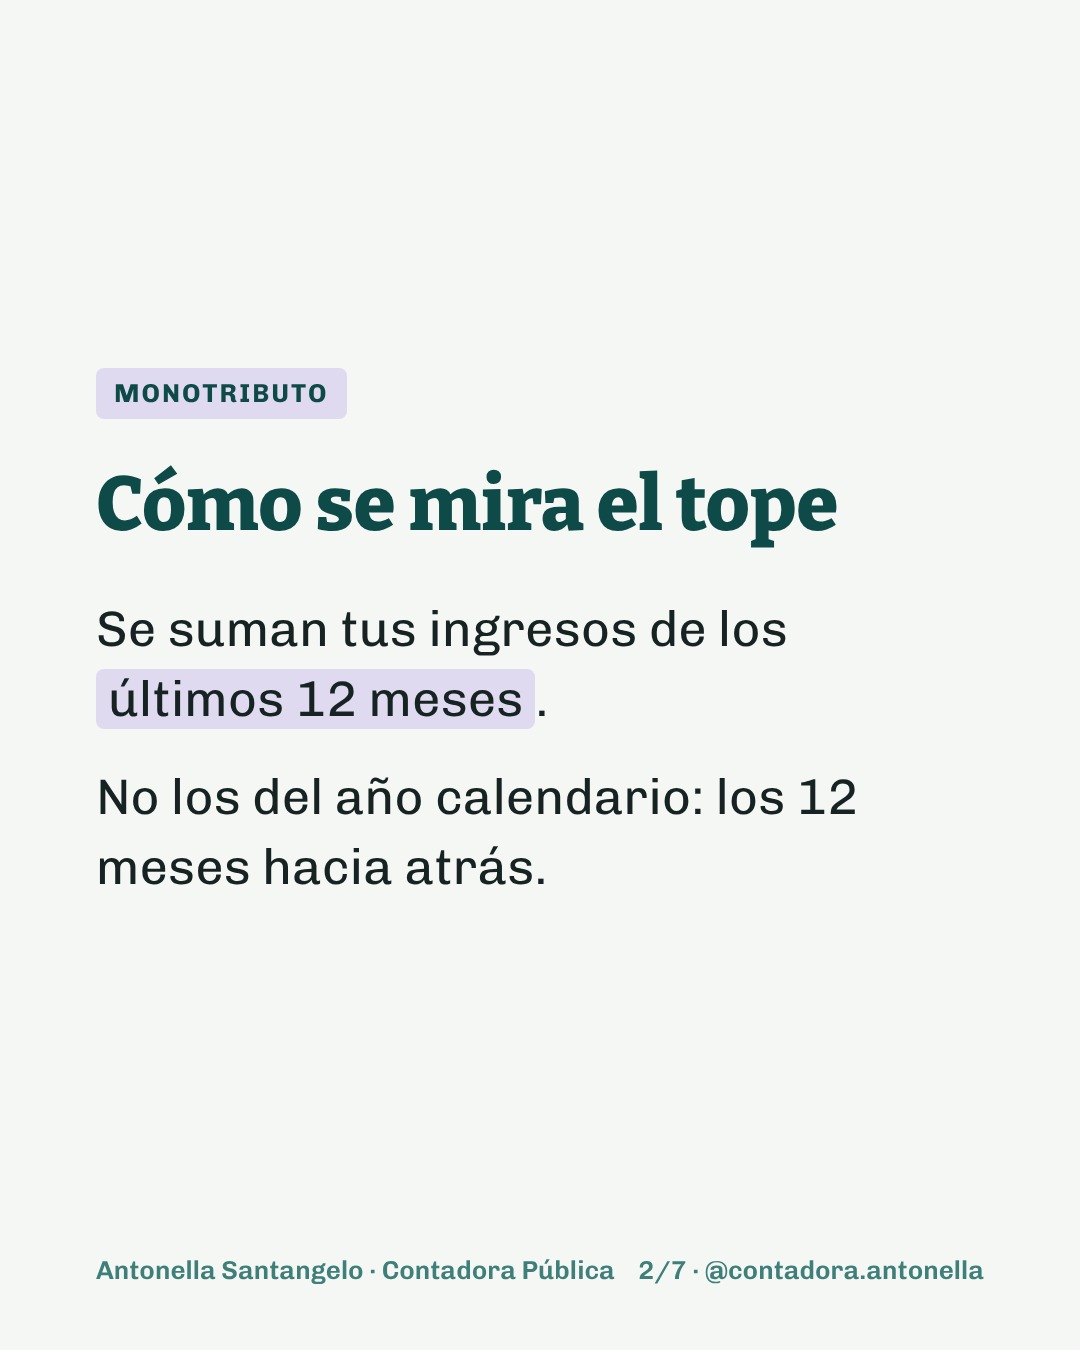 MONOTRIBUTO
Cómo se mira el tope
Se suman tus ingresos de los
últimos 12 meses.
No los del año calendario: los 12
meses hacia atrás.
Antonella Santangelo · Contadora Pública 2/7 · @contadora.antonella